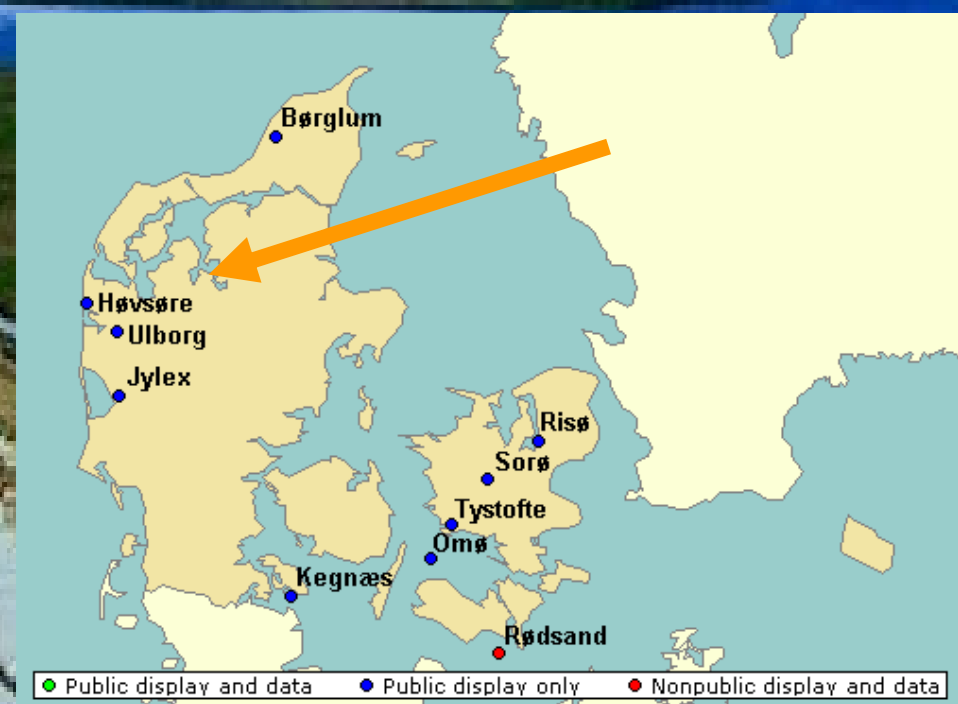 Børglum
Høvsøre
Ulborg
Jylex
Risø
Sorø
Tystofte
Omø
Kegnæs
Rødsand
Public display and data Public display only Nonpublic display and data